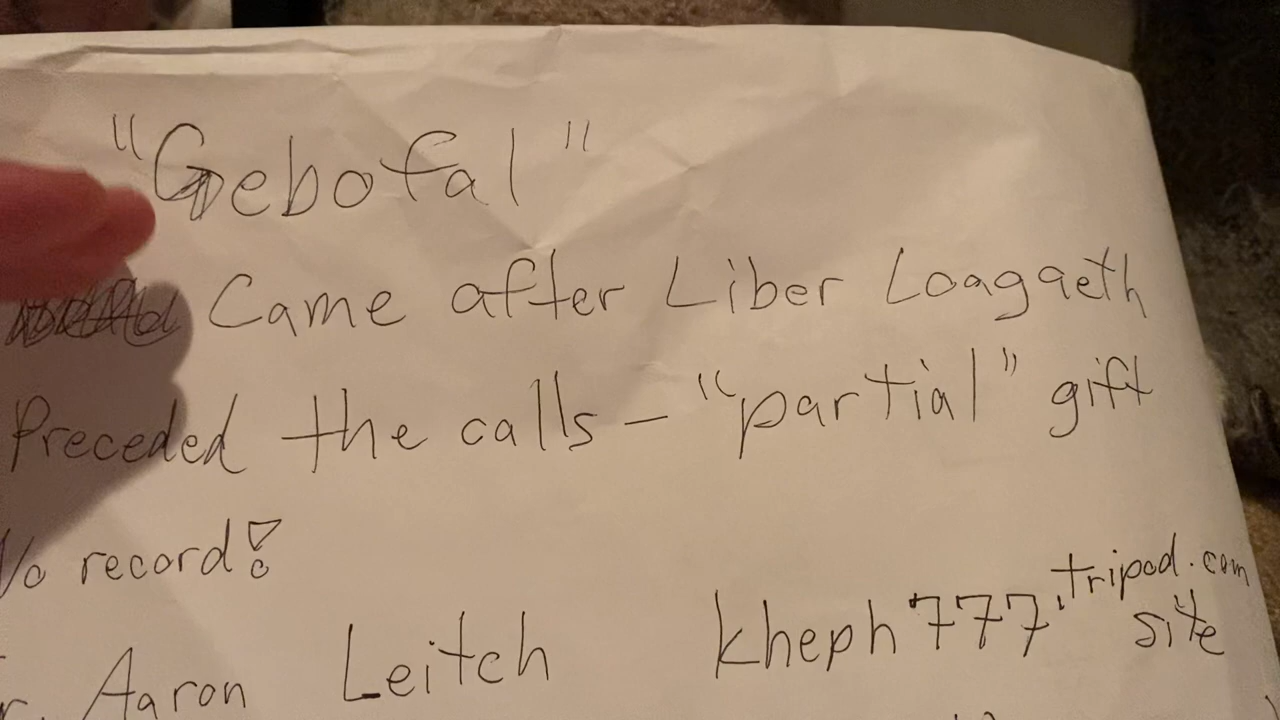 "Gebofal"
Came after Liber Loagaeth
Preceded the calls – "partial" gift
No record!
Aaron Leitch kheph777.tripod.com site